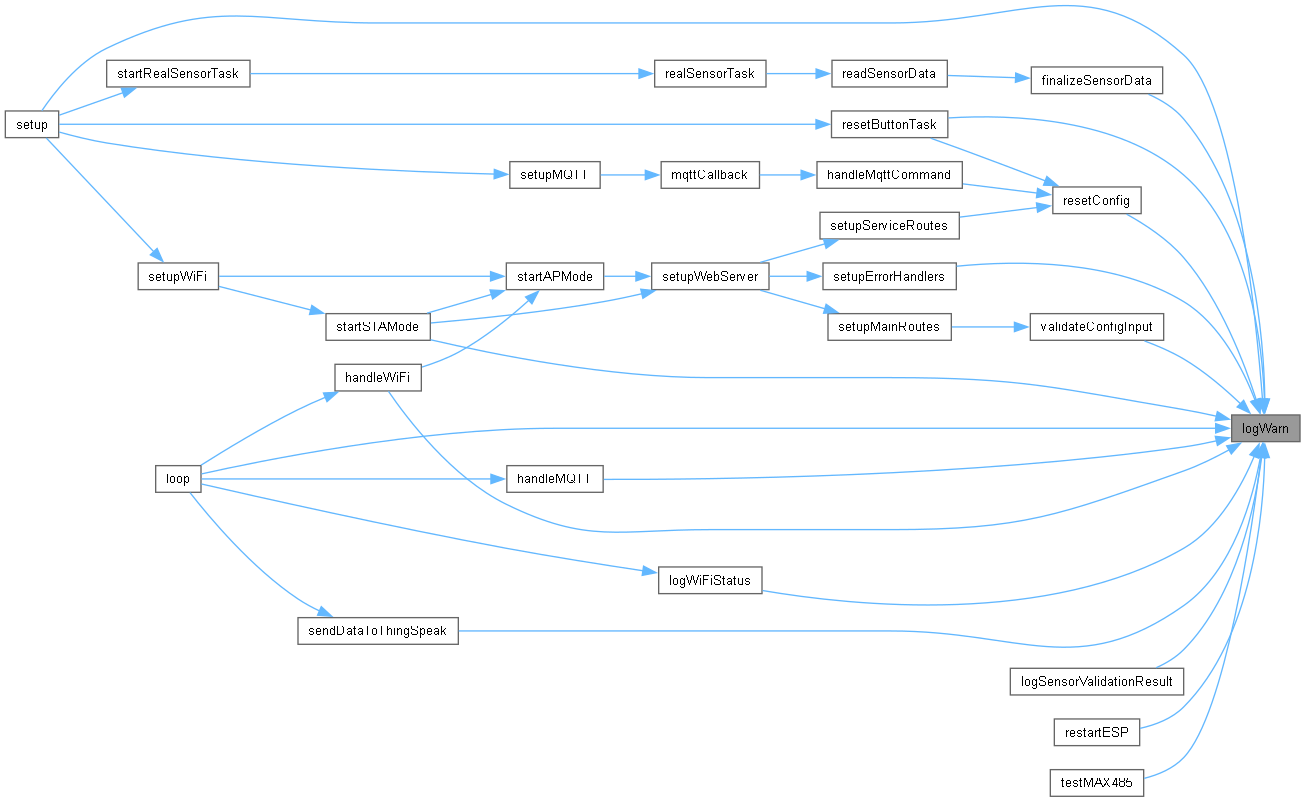 startRealSensorTask
realSensorTask
readSensorData
finalizeSensorData
setup
resetButtonTask
setupMQTT
mqttCallback
handleMqttCommand
resetConfig
setupServiceRoutes
setupWiFi
startAPMode
setupWebServer
setupErrorHandlers
startSTAMode
setupMainRoutes
validateConfigInput
handleWiFi
logWarn
loop
handleMQTT
logWiFiStatus
sendDataToThingSpeak
logSensorValidationResult
restartESP
testMAX485